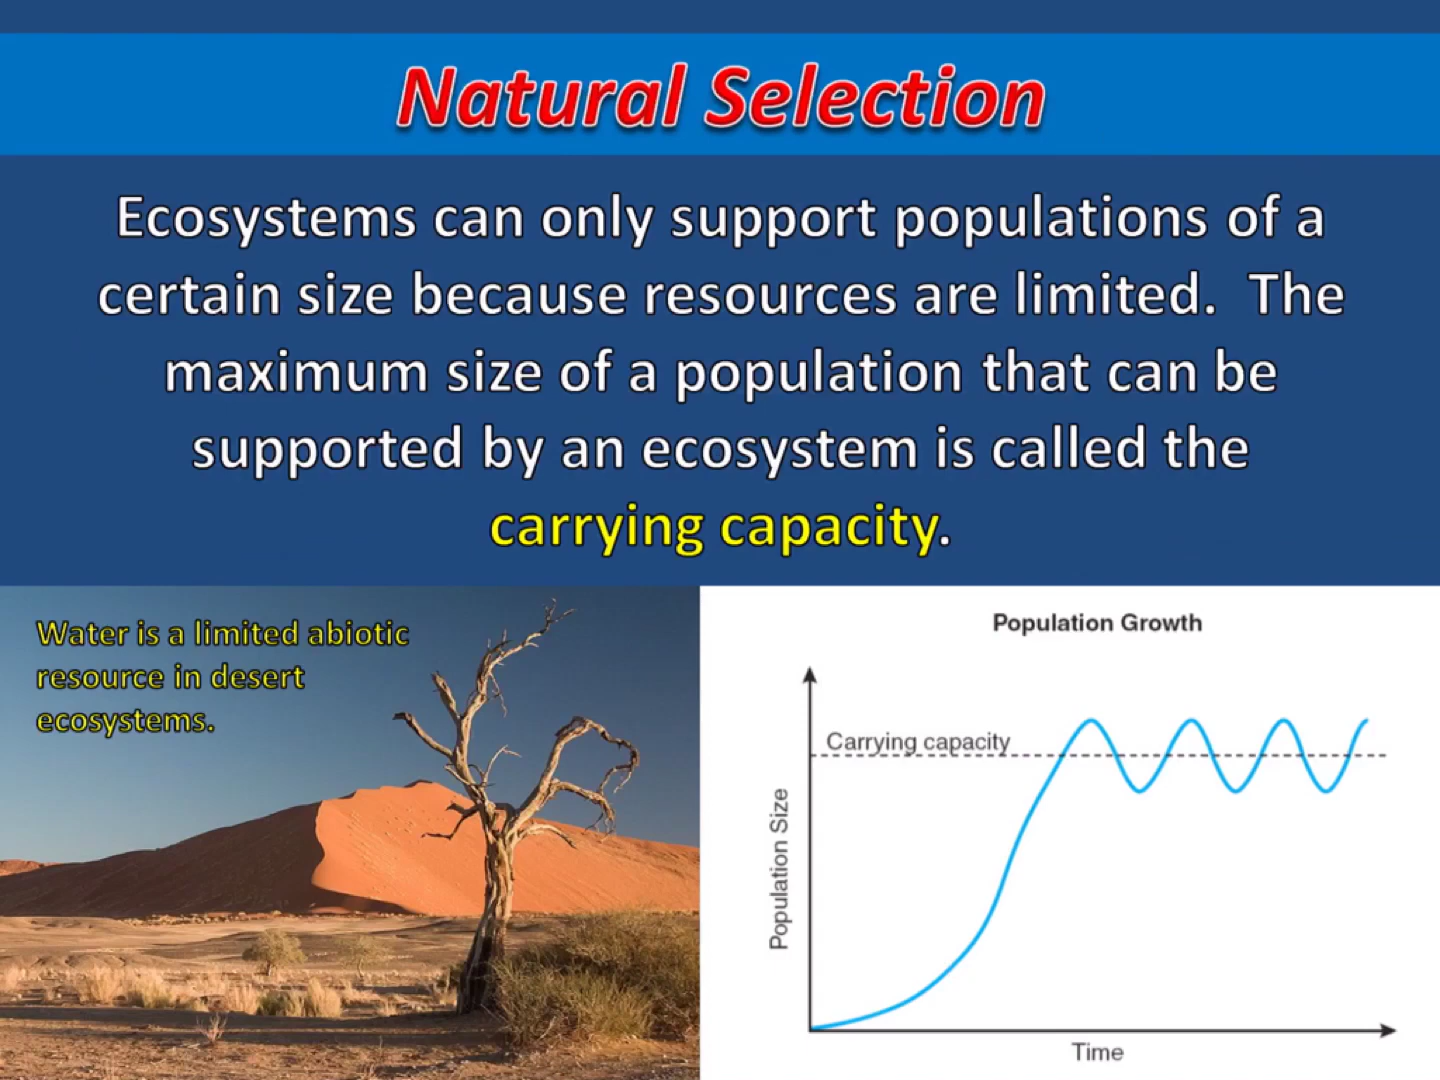 Natural Selection
Ecosystems can only support populations of a
certain size because resources are limited.  The
maximum size of a population that can be
supported by an ecosystem is called the
carrying capacity.
Water is a limited abiotic
resource in desert
ecosystems.
Population Growth
Carrying capacity
Population Size
Time